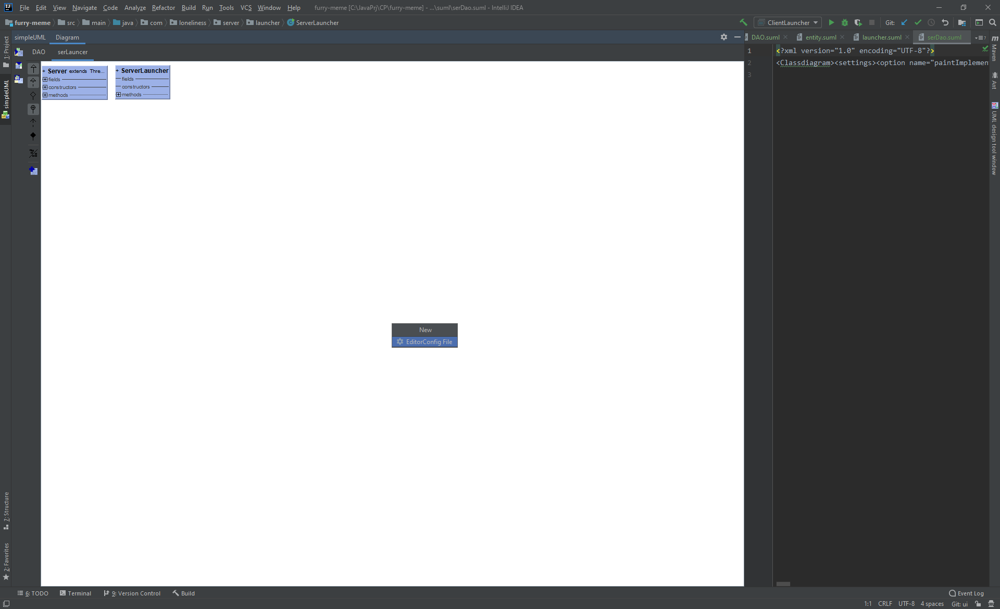 File Edit View Navigate Code Analyze Refactor Build Run Tools VCS Window Help furry-meme [C:\JavaPrj\CP\furry-meme] - ...\suml\serDao.suml - IntelliJ IDEA
furry-meme src main java com loneliness server launcher ServerLauncher ClientLauncher Git:
simpleUML Diagram DAO.suml entity.suml launcher.suml serDao.suml
DAO serLauncer
1 <?xml version="1.0" encoding="UTF-8"?>
2 <Classdiagram><settings><option name="paintImplemen
3
+ Server extends Thre...
fields
constructors
methods
+ ServerLauncher
fields
constructors
methods
New
EditorConfig File
1: Project
simpleUML
7: Structure
2: Favorites
Maven
Ant
UML design tool window
6: TODO Terminal 9: Version Control Build Event Log
1:1 CRLF UTF-8 4 spaces Git: ui